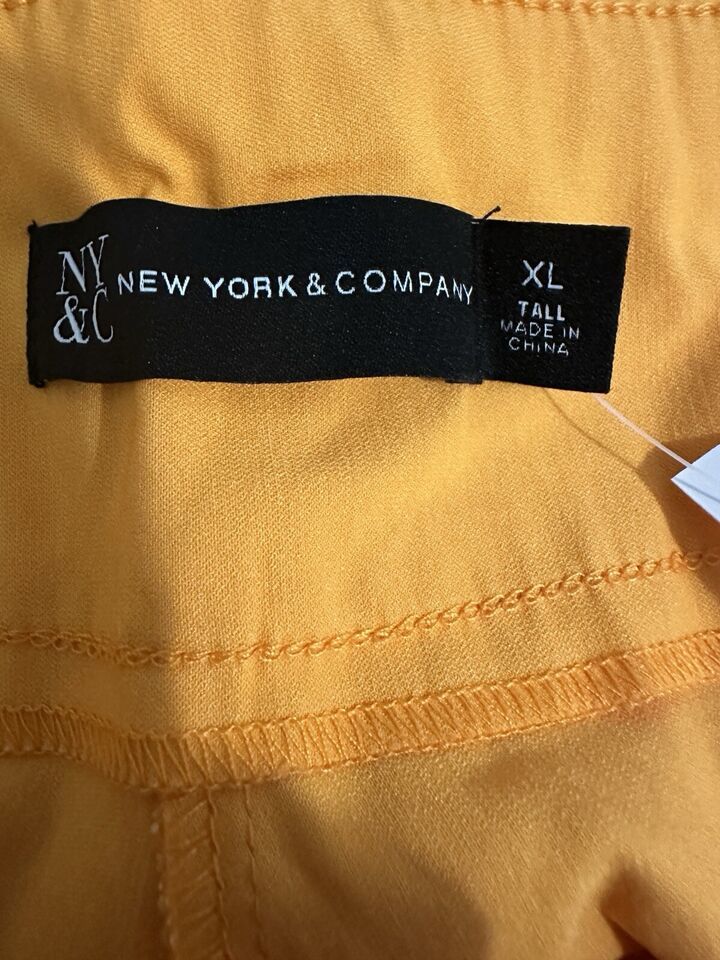 NY
&C
NEW YORK & COMPANY
XL
TALL
MADE IN
CHINA